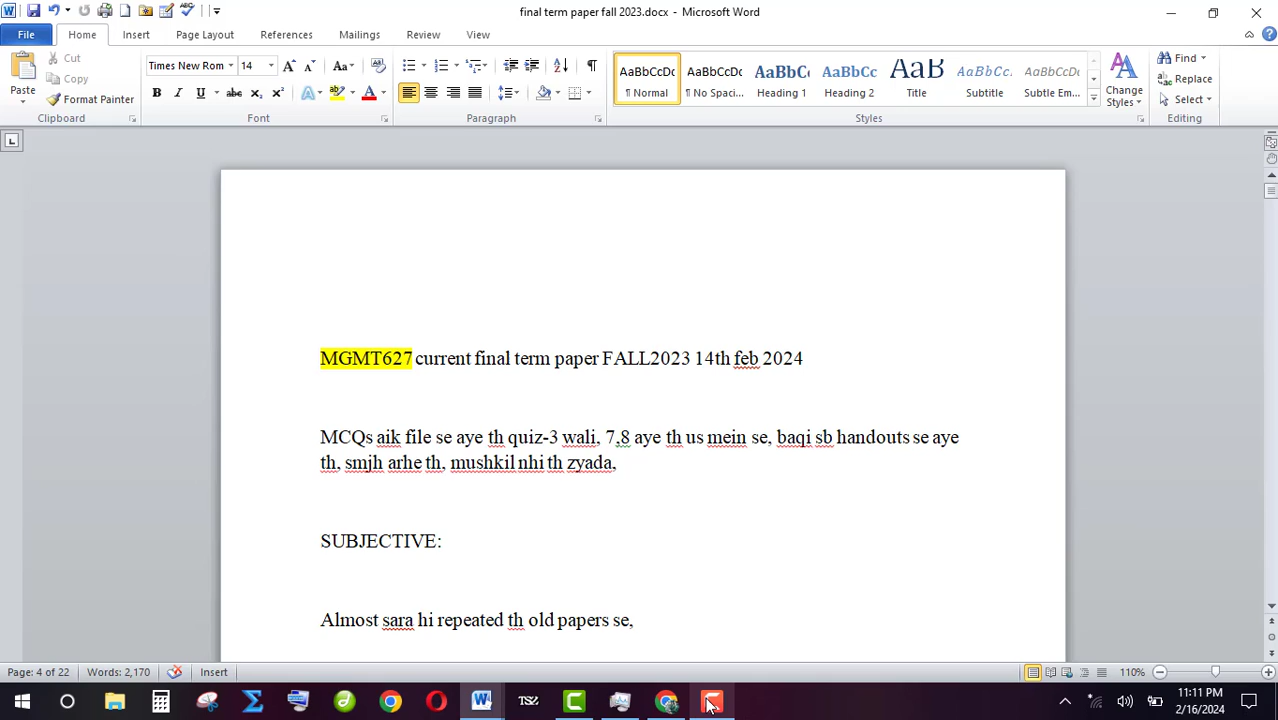 final term paper fall 2023.docx - Microsoft Word
File Home Insert Page Layout References Mailings Review View
Paste
Cut
Copy
Format Painter
Clipboard
Times New Rom 14
Font
Paragraph
AaBbCcDc AaBbCcDc AaBbCc AaBbCc AaB AaBbCc. AaBbCcDc
¶ Normal ¶ No Spaci... Heading 1 Heading 2 Title Subtitle Subtle Em...
Change Styles
Styles
Find
Replace
Select
Editing
MGMT627 current final term paper FALL2023 14th feb 2024
MCQs aik file se aye th quiz-3 wali, 7,8 aye th us mein se, baqi sb handouts se aye
th, smjh arhe th, mushkil nhi th zyada,
SUBJECTIVE:
Almost sara hi repeated th old papers se,
Page: 4 of 22 Words: 2,170 Insert 110%
11:11 PM
2/16/2024